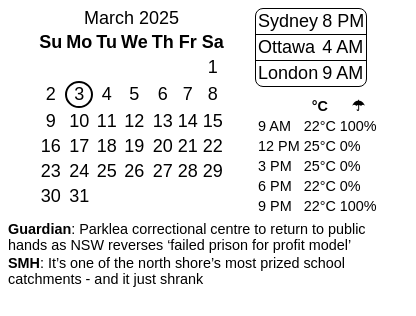 March 2025
Su Mo Tu We Th Fr Sa
1
2 3 4 5 6 7 8
9 10 11 12 13 14 15
16 17 18 19 20 21 22
23 24 25 26 27 28 29
30 31
Sydney 8 PM
Ottawa 4 AM
London 9 AM
°C ☂
9 AM 22°C 100%
12 PM 25°C 0%
3 PM 25°C 0%
6 PM 22°C 0%
9 PM 22°C 100%
Guardian: Parklea correctional centre to return to public
hands as NSW reverses ‘failed prison for profit model’
SMH: It’s one of the north shore’s most prized school
catchments - and it just shrank